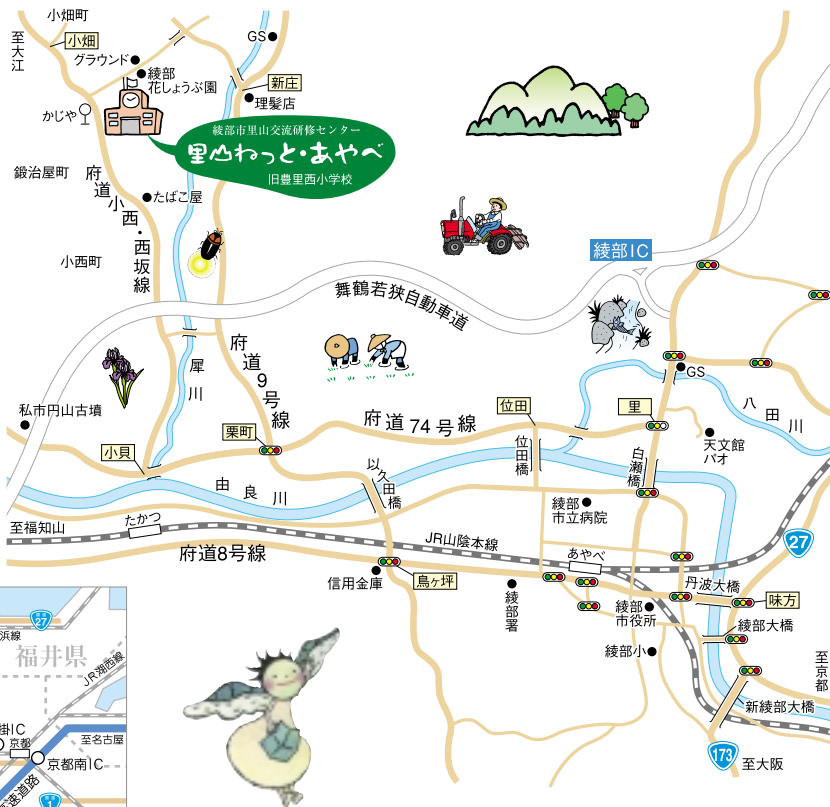 小畑町
至大江
小畑
グラウンド
綾部
花しょうぶ園
GS
新庄
理髪店
かじや
綾部市里山交流研修センター
里山ねっと・あやべ
旧豊里西小学校
鍛治屋町
府道小西・西坂線
たばこ屋
小西町
綾部IC
舞鶴若狭自動車道
府道9号線
犀川
私市円山古墳
小貝
栗町
府道74号線
位田
位田橋
里
GS
八田川
天文館
パオ
白瀬橋
以久田橋
由良川
綾部
市立病院
至福知山
たかつ
JR山陰本線
あやべ
27
府道8号線
信用金庫
鳥ヶ坪
綾部署
丹波大橋
味方
綾部
市役所
綾部大橋
綾部小
至京都
新綾部大橋
173
至大阪
27
浜線
福井県
JR湖西線
掛IC
京都
至名古屋
京都南IC
速道路
1